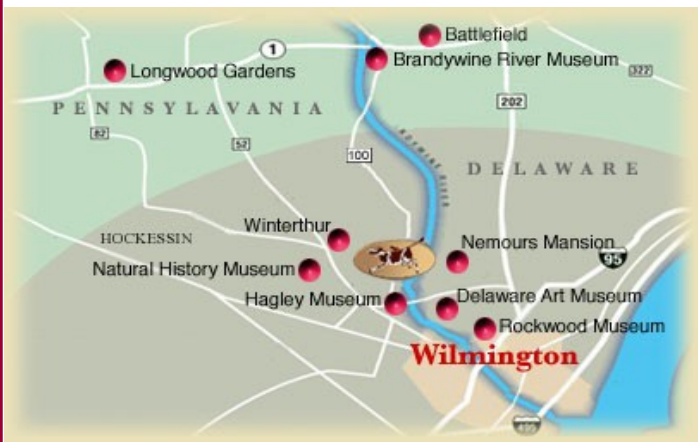 Battlefield
1
Brandywine River Museum
Longwood Gardens
322
PENNSYLAVANIA
202
82
52
100
DELAWARE
Winterthur
HOCKESSIN
Nemours Mansion
95
Natural History Museum
Hagley Museum
Delaware Art Museum
Rockwood Museum
Wilmington
495